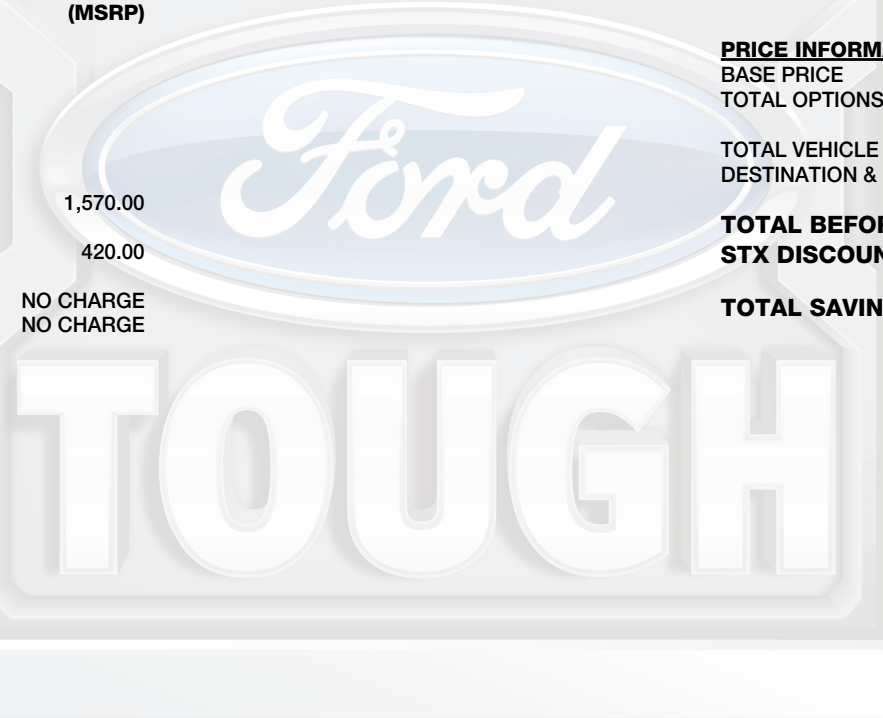 (MSRP)
1,570.00
420.00
NO CHARGE
NO CHARGE
PRICE INFORMA
BASE PRICE
TOTAL OPTIONS
TOTAL VEHICLE
DESTINATION &
TOTAL BEFOR
STX DISCOUN
TOTAL SAVIN
Ford
TOUGH